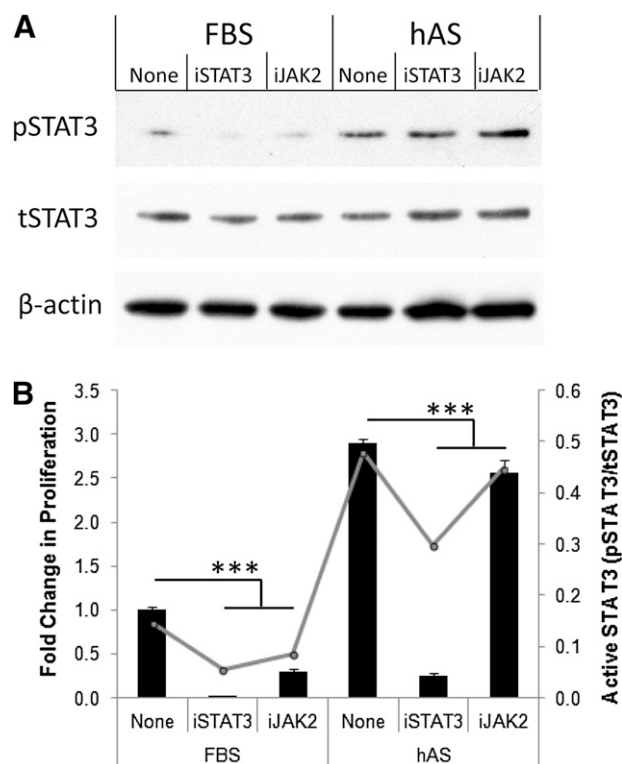 A
FBS hAS
None iSTAT3 iJAK2 None iSTAT3 iJAK2
pSTAT3
tSTAT3
β-actin
B
Fold Change in Proliferation
3.5
3.0
2.5
2.0
1.5
1.0
0.5
0.0
***
***
0.6
0.5
0.4
0.3
0.2
0.1
0.0
Active STAT3 (pSTAT3/tSTAT3)
None iSTAT3 iJAK2 None iSTAT3 iJAK2
FBS hAS